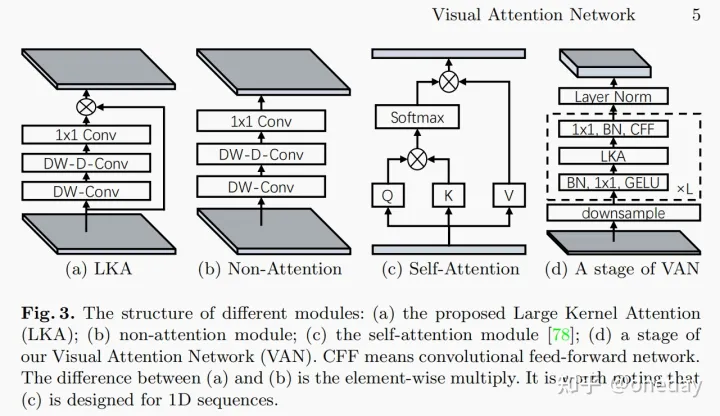 Visual Attention Network 5
1x1 Conv
DW-D-Conv
DW-Conv
1x1 Conv
DW-D-Conv
DW-Conv
Softmax
Q
K
V
Layer Norm
1x1, BN, CFF
LKA
BN, 1x1, GELU
×L
downsample
(a) LKA
(b) Non-Attention
(c) Self-Attention
(d) A stage of VAN
Fig. 3. The structure of different modules: (a) the proposed Large Kernel Attention
(LKA); (b) non-attention module; (c) the self-attention module [78]; (d) a stage of
our Visual Attention Network (VAN). CFF means convolutional feed-forward network.
The difference between (a) and (b) is the element-wise multiply. It is worth noting that
(c) is designed for 1D sequences.
知乎 @oneday